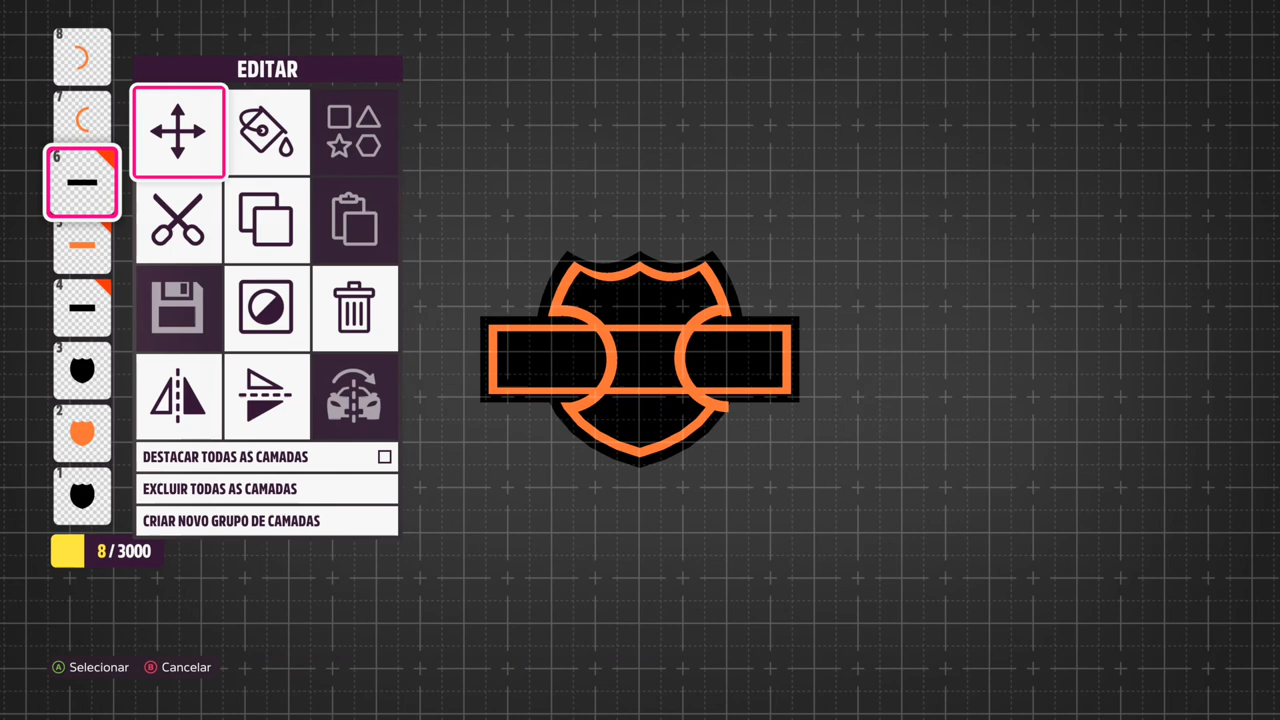 EDITAR
8
7
6
5
4
3
2
1
DESTACAR TODAS AS CAMADAS
EXCLUIR TODAS AS CAMADAS
CRIAR NOVO GRUPO DE CAMADAS
8 / 3000
A Selecionar B Cancelar